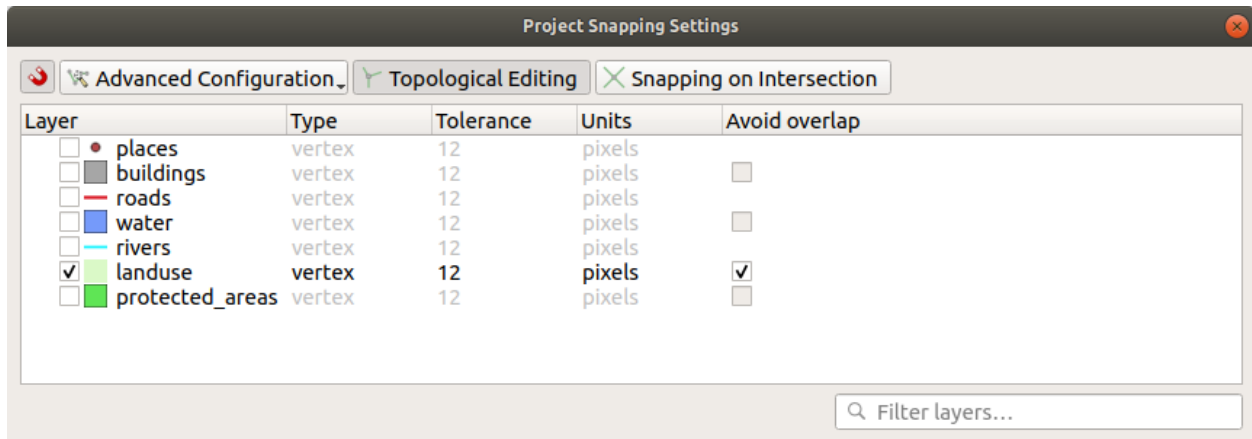 Project Snapping Settings
Advanced Configuration Topological Editing Snapping on Intersection
Layer Type Tolerance Units Avoid overlap
places vertex 12 pixels
buildings vertex 12 pixels
roads vertex 12 pixels
water vertex 12 pixels
rivers vertex 12 pixels
landuse vertex 12 pixels
protected_areas vertex 12 pixels
Filter layers...